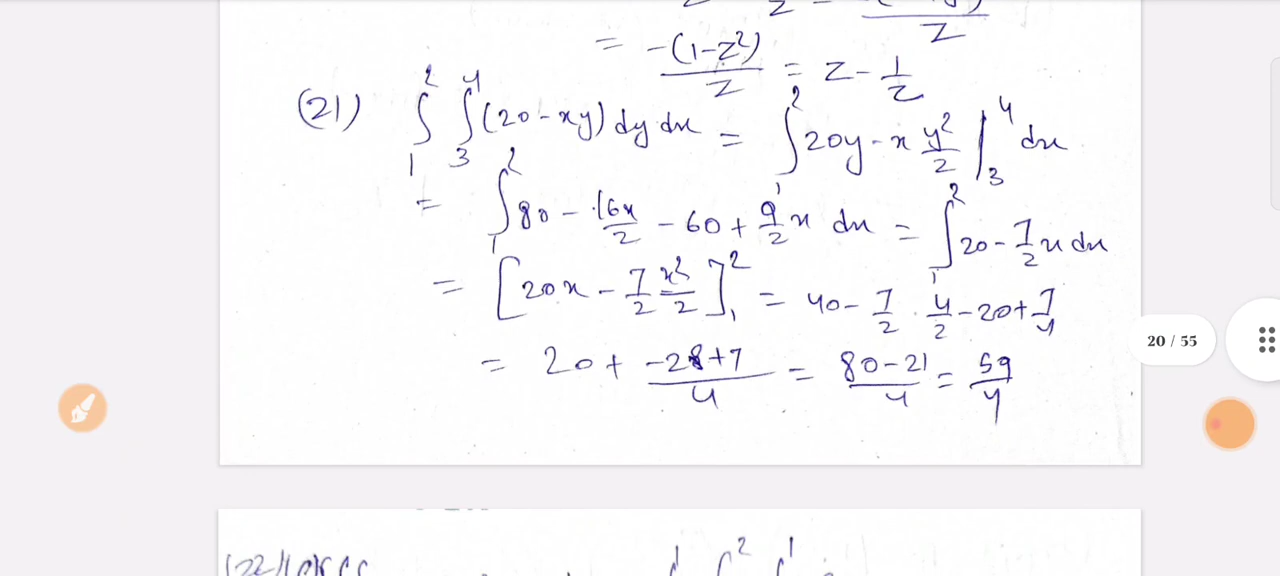 = -(1-z²)/z = z - 1/z
(21) ∫₁² ∫₃⁴ (20-xy) dy dx = ∫₁² 20y - x y²/2 |₃⁴ dx
= ∫₁² 80 - 16x/2 - 60 + 9/2 x dx = ∫₁² 20 - 7/2 x dx
= [20x - 7/2 x²/2]₁² = 40 - 7/2 · 4/2 - 20 + 7/4
20 / 55
= 20 + (-28+7)/4 = (80-21)/4 = 59/4